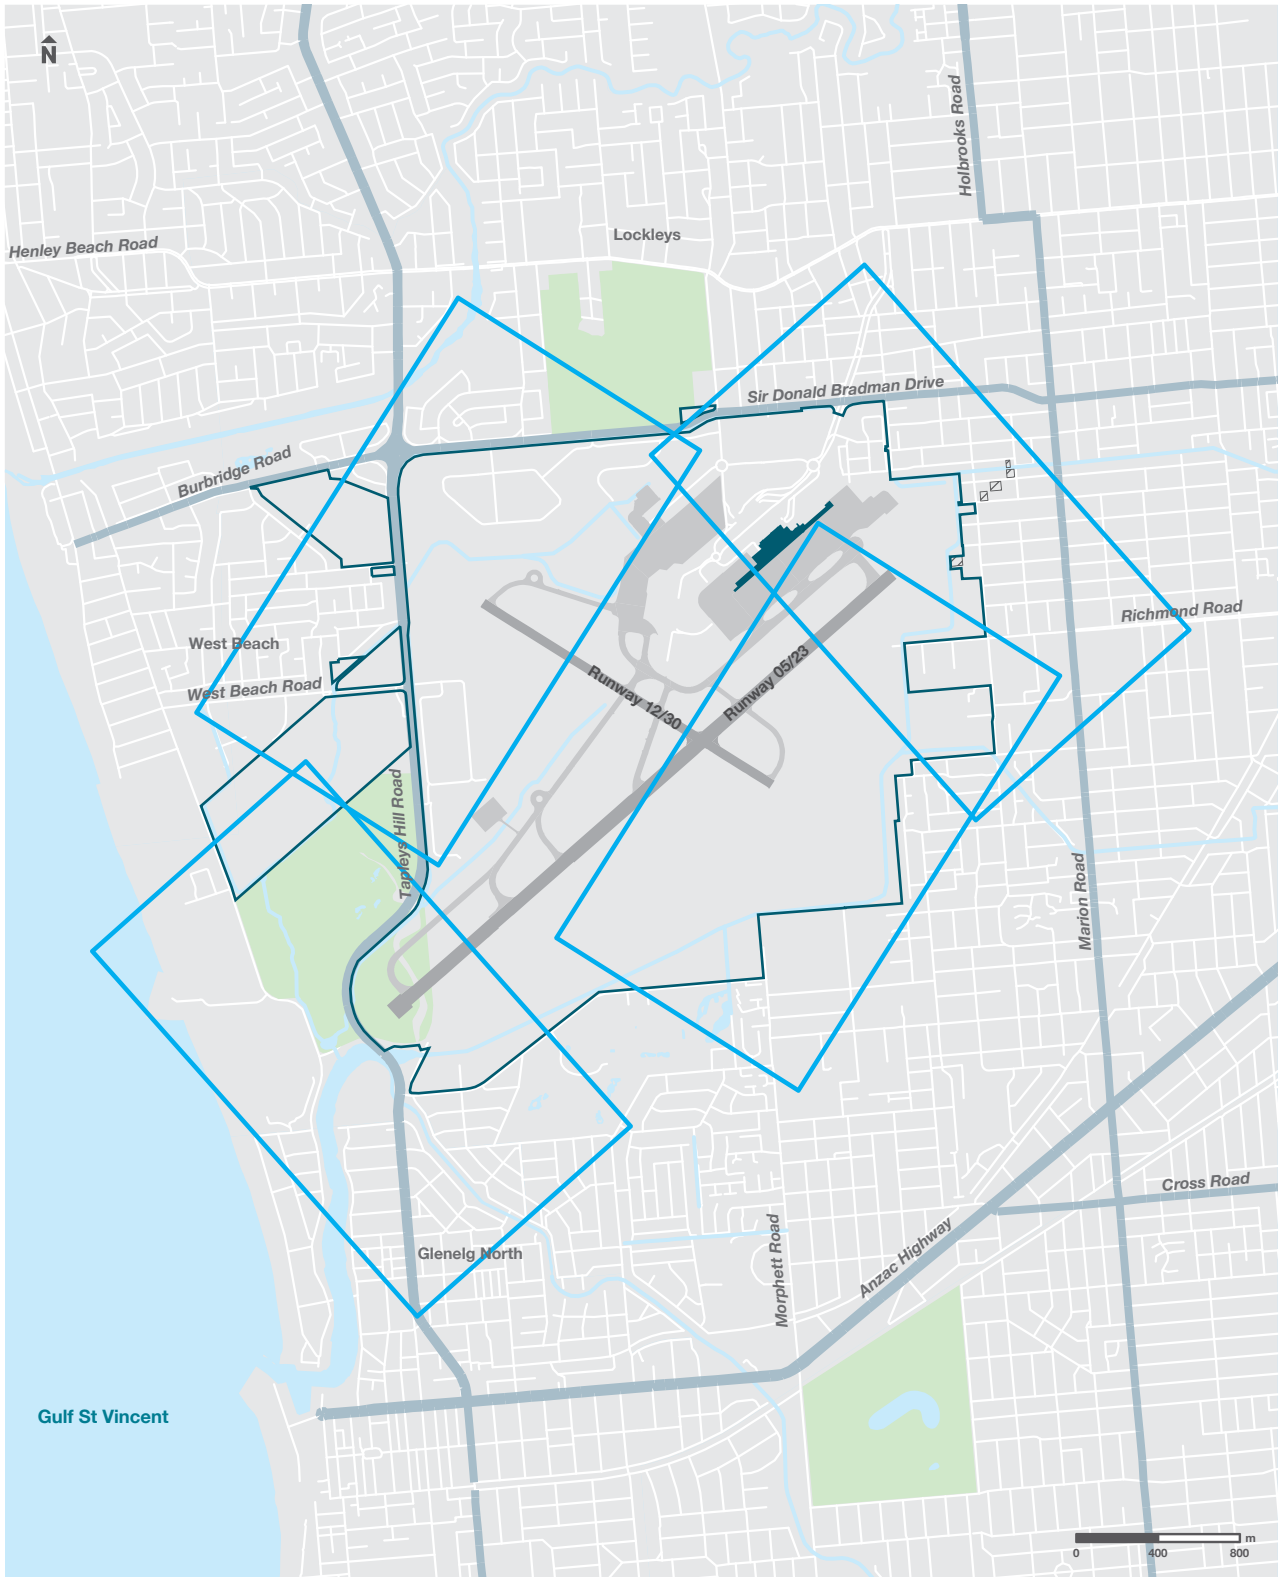 N
Holbrooks Road
Lockleys
Henley Beach Road
Sir Donald Bradman Drive
Burbridge Road
Richmond Road
West Beach
West Beach Road
Runway 12/30
Runway 05/23
Tapleys Hill Road
Marion Road
Cross Road
Morphett Road
Anzac Highway
Glenelg North
Gulf St Vincent
m
0 400 800